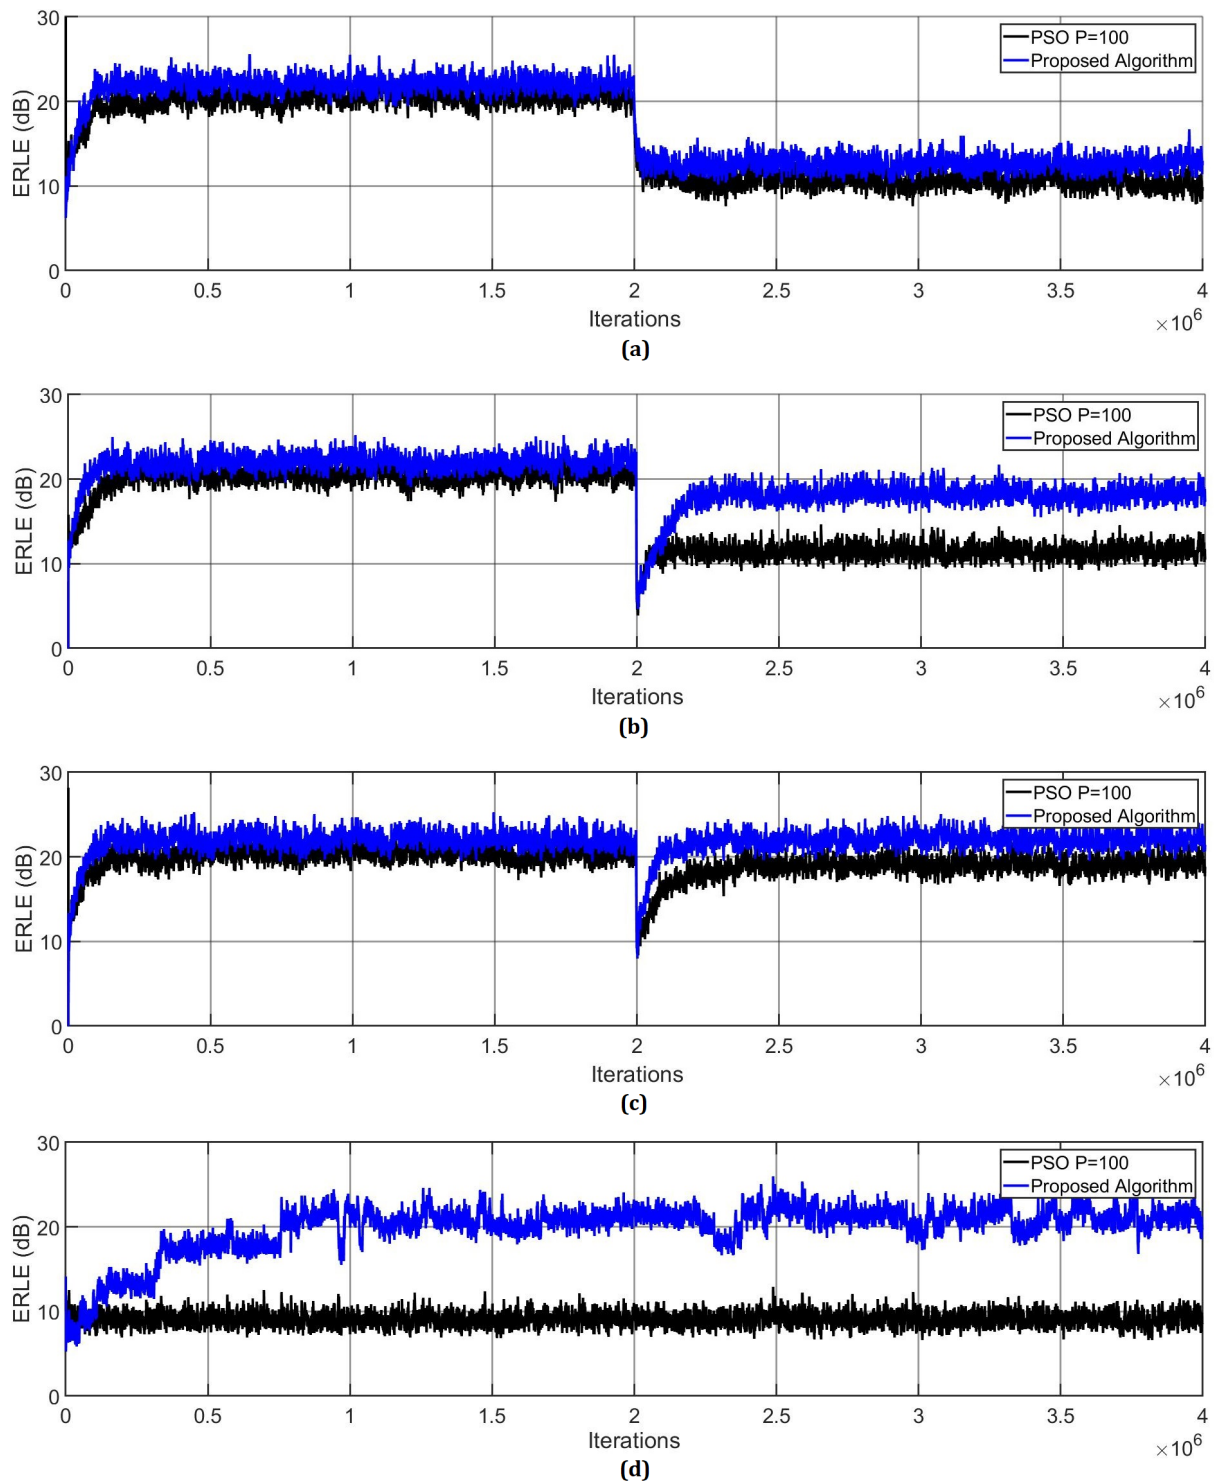 30
20
10
0
ERLE (dB)
PSO P=100
Proposed Algorithm
0 0.5 1 1.5 2 2.5 3 3.5 4
Iterations
×10^6
(a)
30
20
10
0
ERLE (dB)
PSO P=100
Proposed Algorithm
0 0.5 1 1.5 2 2.5 3 3.5 4
Iterations
×10^6
(b)
30
20
10
0
ERLE (dB)
PSO P=100
Proposed Algorithm
0 0.5 1 1.5 2 2.5 3 3.5 4
Iterations
×10^6
(c)
30
20
10
0
ERLE (dB)
PSO P=100
Proposed Algorithm
0 0.5 1 1.5 2 2.5 3 3.5 4
Iterations
×10^6
(d)